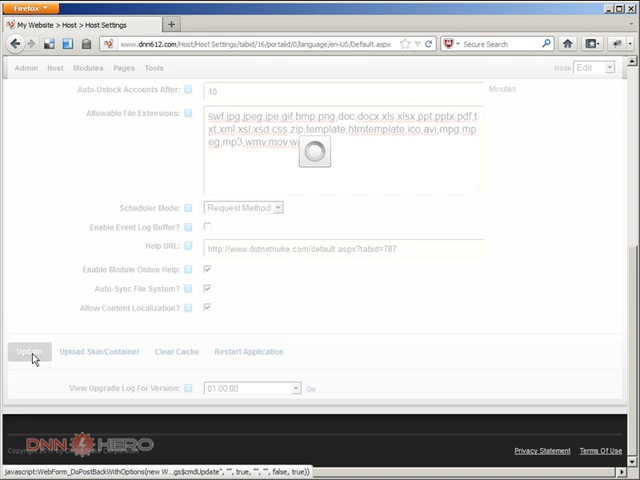 Firefox
My Website > Host > Host Settings
www.dnn612.com/Host/Host Settings/tabid/16/portalid/0/language/en-US/Default.aspx
Secure Search
Admin Host Modules Pages Tools
Mode: Edit
Auto-Unlock Accounts After: 10 Minutes
Allowable File Extensions: swf,jpg,jpeg,jpe,gif,bmp,png,doc,docx,xls,xlsx,ppt,pptx,pdf,t
xt,xml,xsl,xsd,css,zip,template,htmtemplate,ico,avi,mpg,mp
eg,mp3,wmv,mov,w
Scheduler Mode: Request Method
Enable Event Log Buffer?
Help URL: http://www.dotnetnuke.com/default.aspx?tabid=787
Enable Module Online Help:
Auto-Sync File System?
Allow Content Localization?
Update Upload Skin/Container Clear Cache Restart Application
View Upgrade Log For Version: 01.00.00 Go
DNN HERO
Privacy Statement Terms Of Use
javascript:WebForm_DoPostBackWithOptions(new W...gs$cmdUpdate", "", true, "", "", false, true))